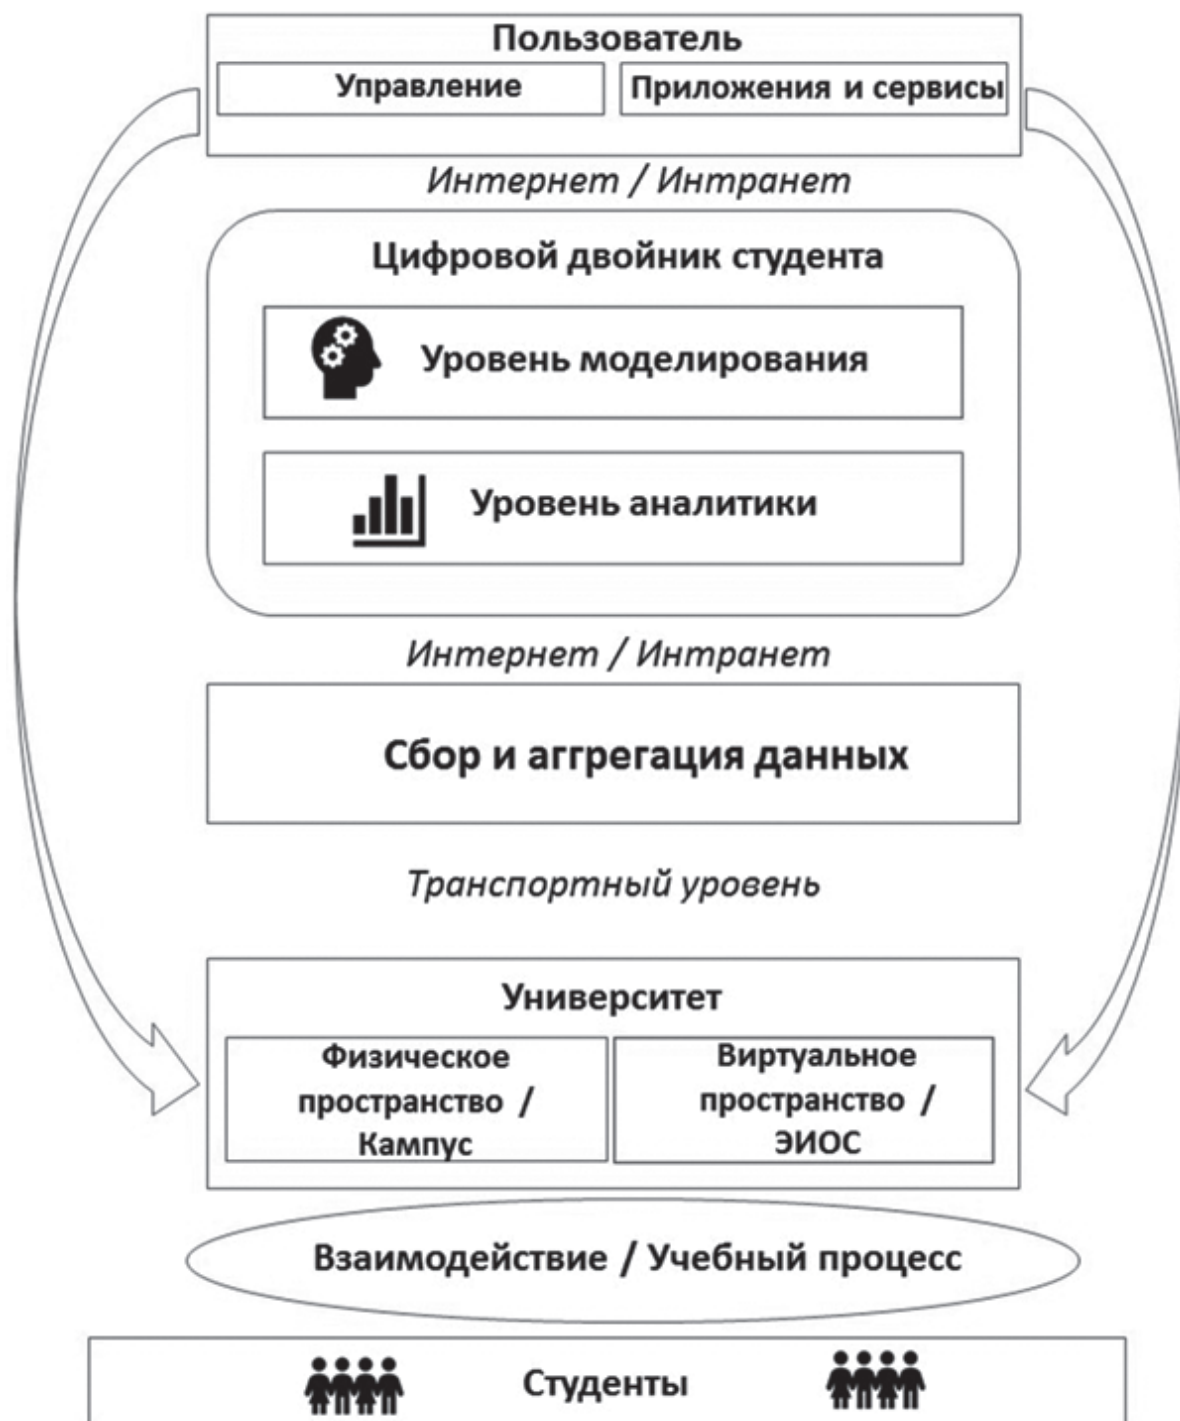 Пользователь
Управление
Приложения и сервисы
Интернет / Интранет
Цифровой двойник студента
Уровень моделирования
Уровень аналитики
Интернет / Интранет
Сбор и аггрегация данных
Транспортный уровень
Университет
Физическое
пространство /
Кампус
Виртуальное
пространство /
ЭИОС
Взаимодействие / Учебный процесс
Студенты